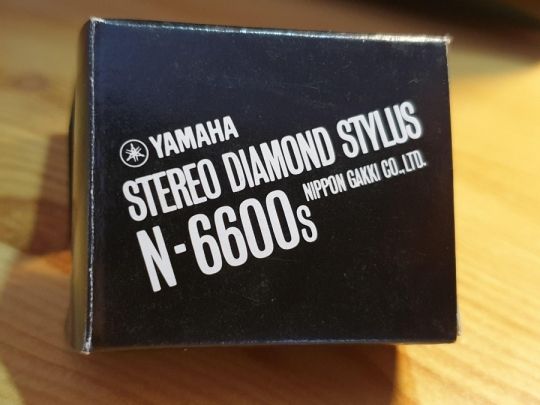 YAMAHA
STEREO DIAMOND STYLUS
NIPPON GAKKI CO.,LTD.
N-6600s